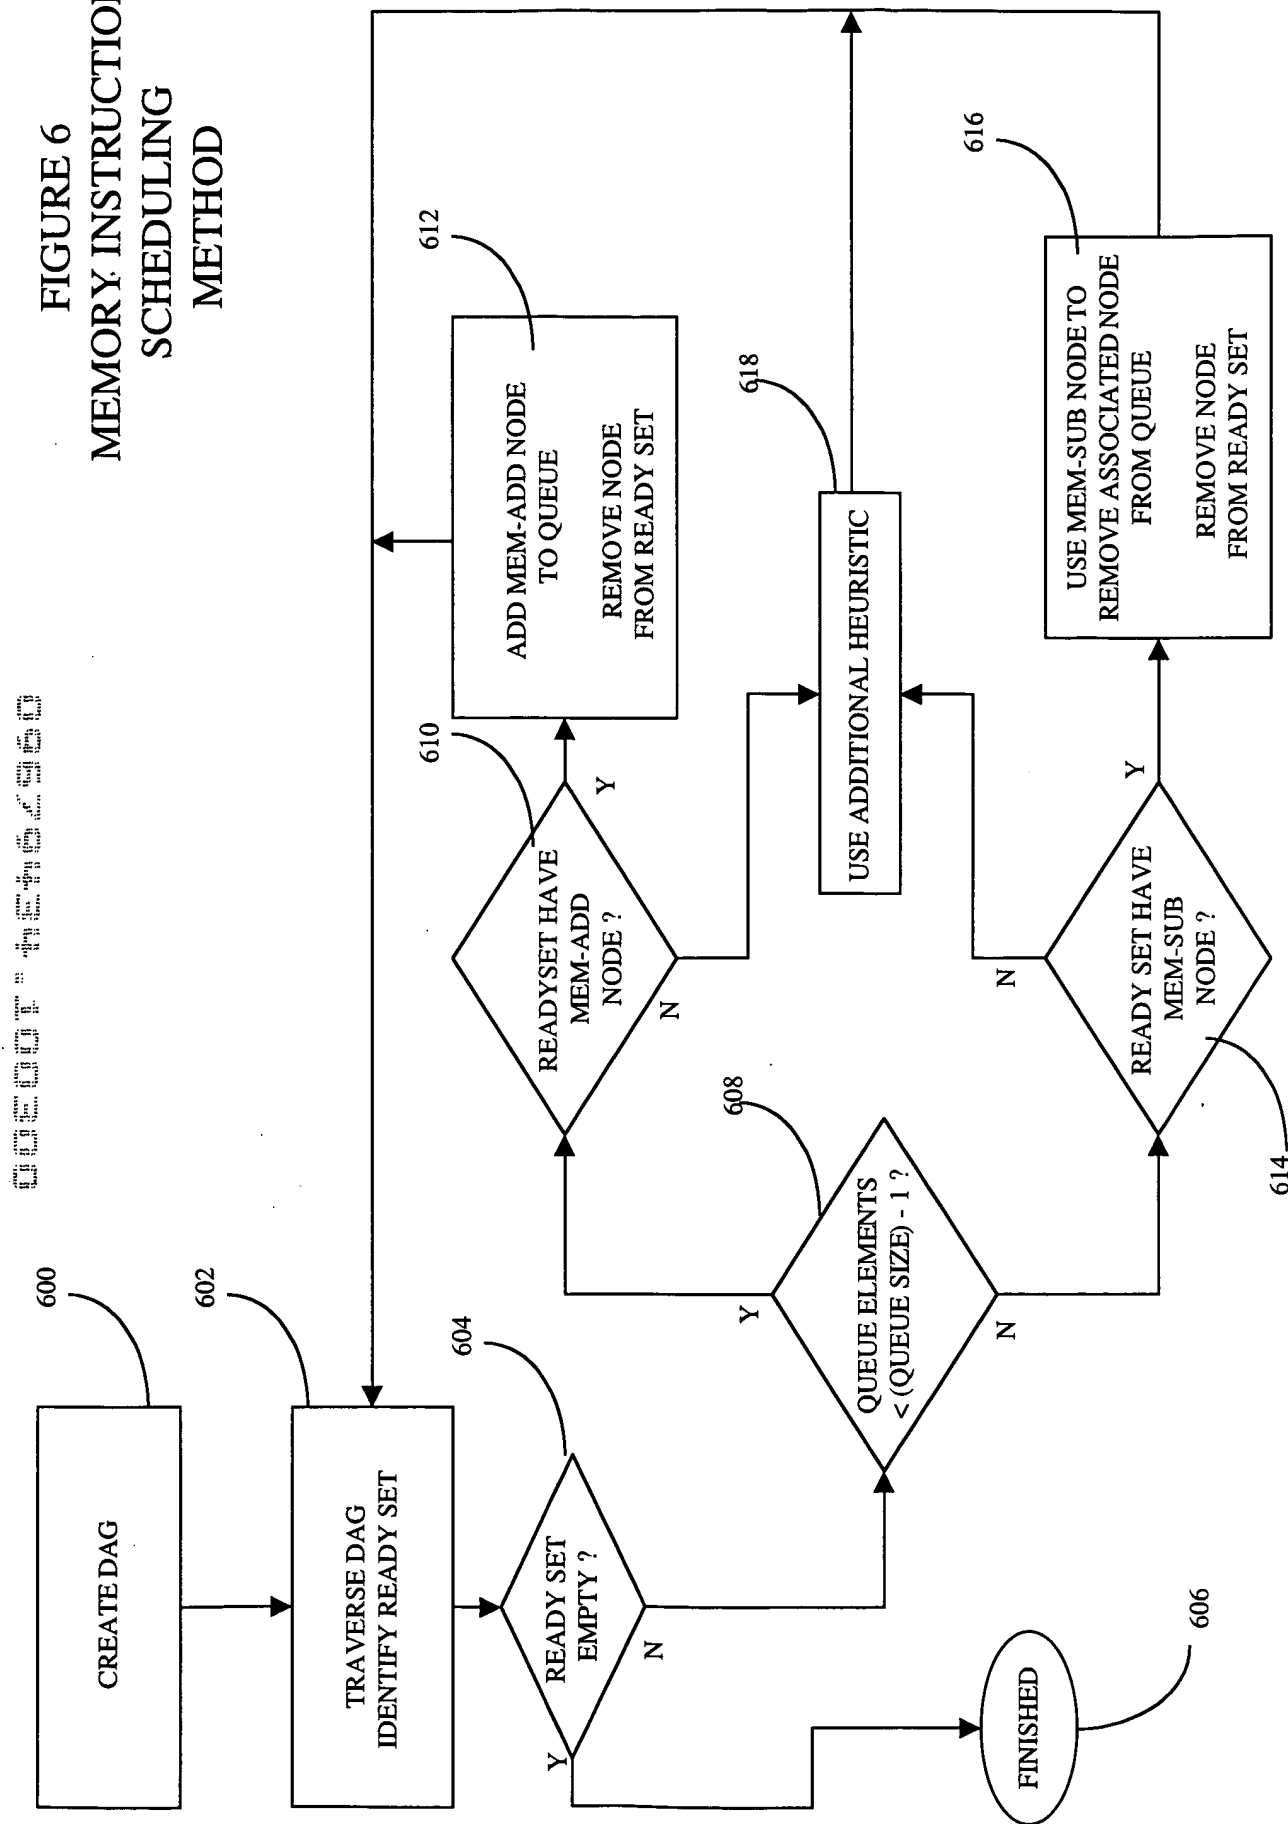 FIGURE 6
MEMORY INSTRUCTION
SCHEDULING
METHOD
600
CREATE DAG
602
TRAVERSE DAG
IDENTIFY READY SET
604
READY SET
EMPTY ?
Y
N
606
FINISHED
608
QUEUE ELEMENTS
< ((QUEUE SIZE) - 1 ?
Y
N
610
READYSET HAVE
MEM-ADD
NODE ?
Y
N
612
ADD MEM-ADD NODE
TO QUEUE
REMOVE NODE
FROM READY SET
618
USE ADDITIONAL HEURISTIC
614
READY SET HAVE
MEM-SUB
NODE ?
Y
N
616
USE MEM-SUB NODE TO
REMOVE ASSOCIATED NODE
FROM QUEUE
REMOVE NODE
FROM READY SET